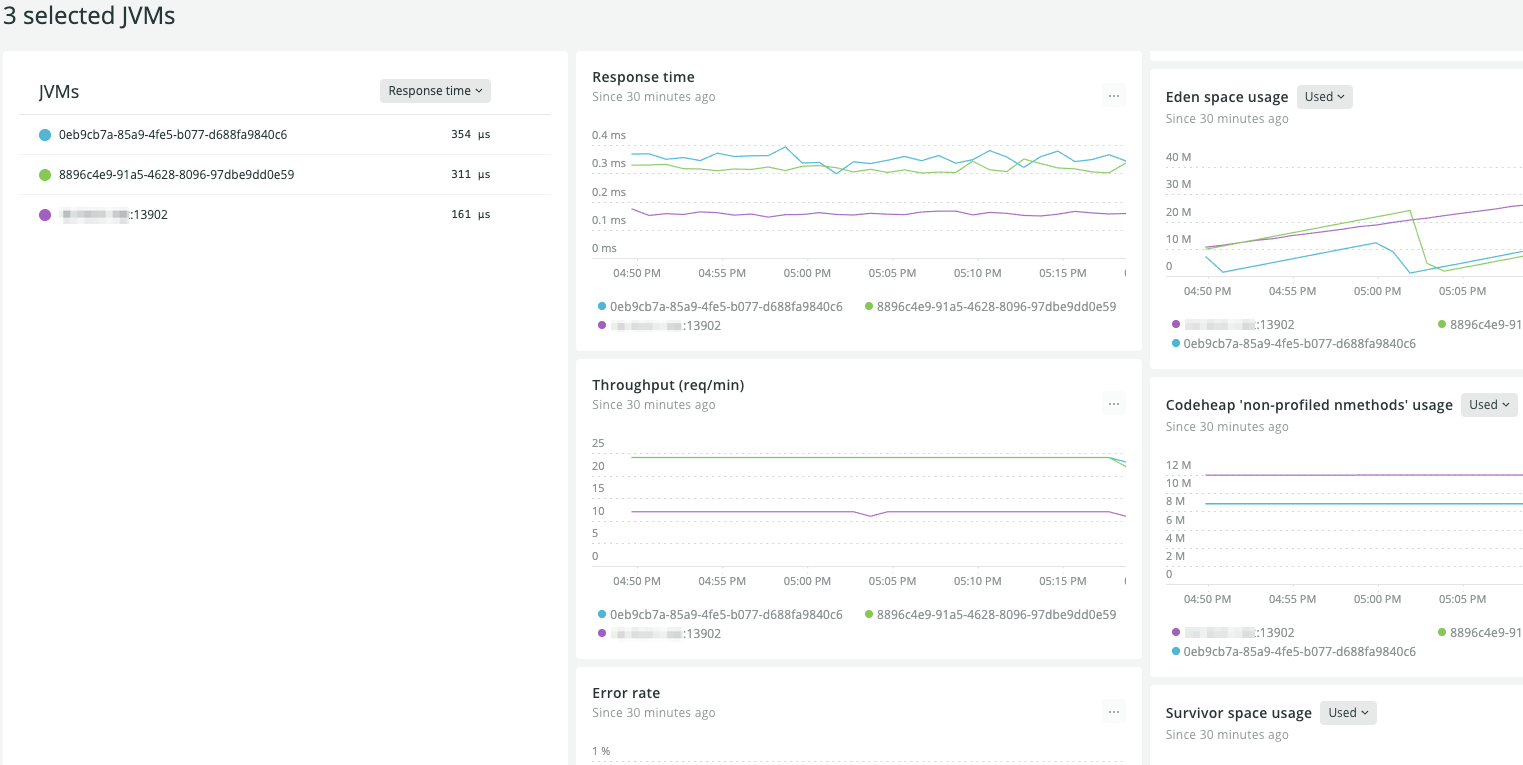 3 selected JVMs
JVMs
Response time
0eb9cb7a-85a9-4fe5-b077-d688fa9840c6 354 µs
8896c4e9-91a5-4628-8096-97dbe9dd0e59 311 µs
:13902 161 µs
Response time
Since 30 minutes ago
0.4 ms
0.3 ms
0.2 ms
0.1 ms
0 ms
04:50 PM 04:55 PM 05:00 PM 05:05 PM 05:10 PM 05:15 PM
0eb9cb7a-85a9-4fe5-b077-d688fa9840c6 8896c4e9-91a5-4628-8096-97dbe9dd0e59
:13902
Throughput (req/min)
Since 30 minutes ago
25
20
15
10
5
0
04:50 PM 04:55 PM 05:00 PM 05:05 PM 05:10 PM 05:15 PM
0eb9cb7a-85a9-4fe5-b077-d688fa9840c6 8896c4e9-91a5-4628-8096-97dbe9dd0e59
:13902
Error rate
Since 30 minutes ago
1 %
Eden space usage Used
Since 30 minutes ago
40 M
30 M
20 M
10 M
0
04:50 PM 04:55 PM 05:00 PM 05:05 PM
:13902 8896c4e9-91
0eb9cb7a-85a9-4fe5-b077-d688fa9840c6
Codeheap 'non-profiled nmethods' usage Used
Since 30 minutes ago
12 M
10 M
8 M
6 M
4 M
2 M
0
04:50 PM 04:55 PM 05:00 PM 05:05 PM
:13902 8896c4e9-91
0eb9cb7a-85a9-4fe5-b077-d688fa9840c6
Survivor space usage Used
Since 30 minutes ago